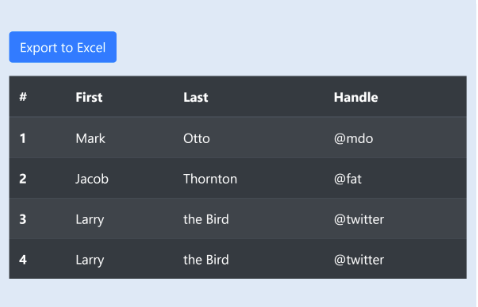 Export to Excel
# First Last Handle
1 Mark Otto @mdo
2 Jacob Thornton @fat
3 Larry the Bird @twitter
4 Larry the Bird @twitter